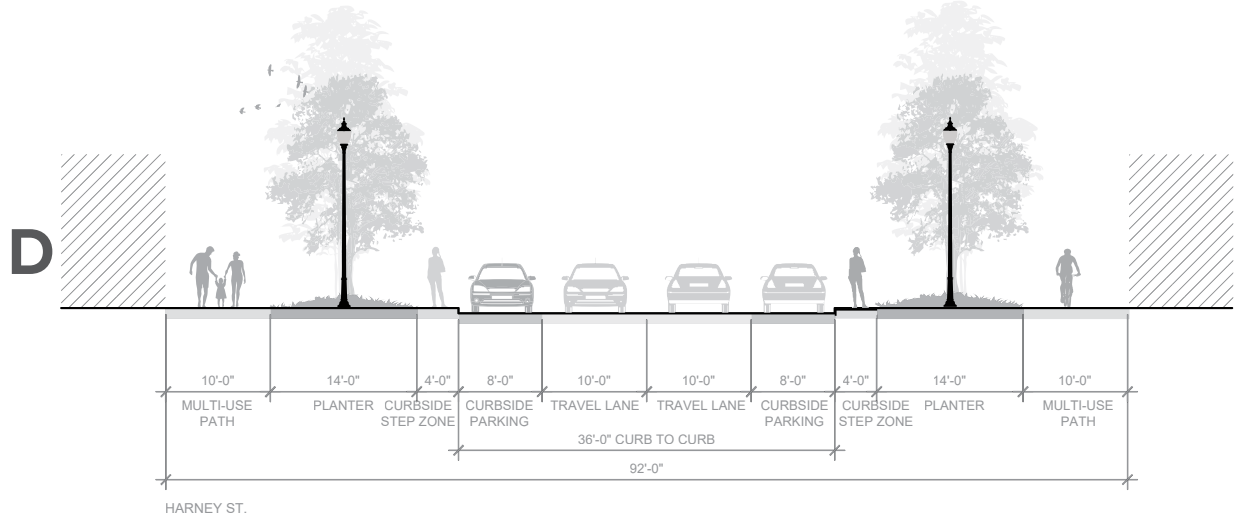 D
10'-0" 14'-0" 4'-0" 8'-0" 10'-0" 10'-0" 8'-0" 4'-0" 14'-0" 10'-0"
MULTI-USE PLANTER CURBSIDE CURBSIDE TRAVEL LANE TRAVEL LANE CURBSIDE CURBSIDE PLANTER MULTI-USE
PATH STEP ZONE PARKING PARKING STEP ZONE PATH
36'-0" CURB TO CURB
92'-0"
HARNEY ST.